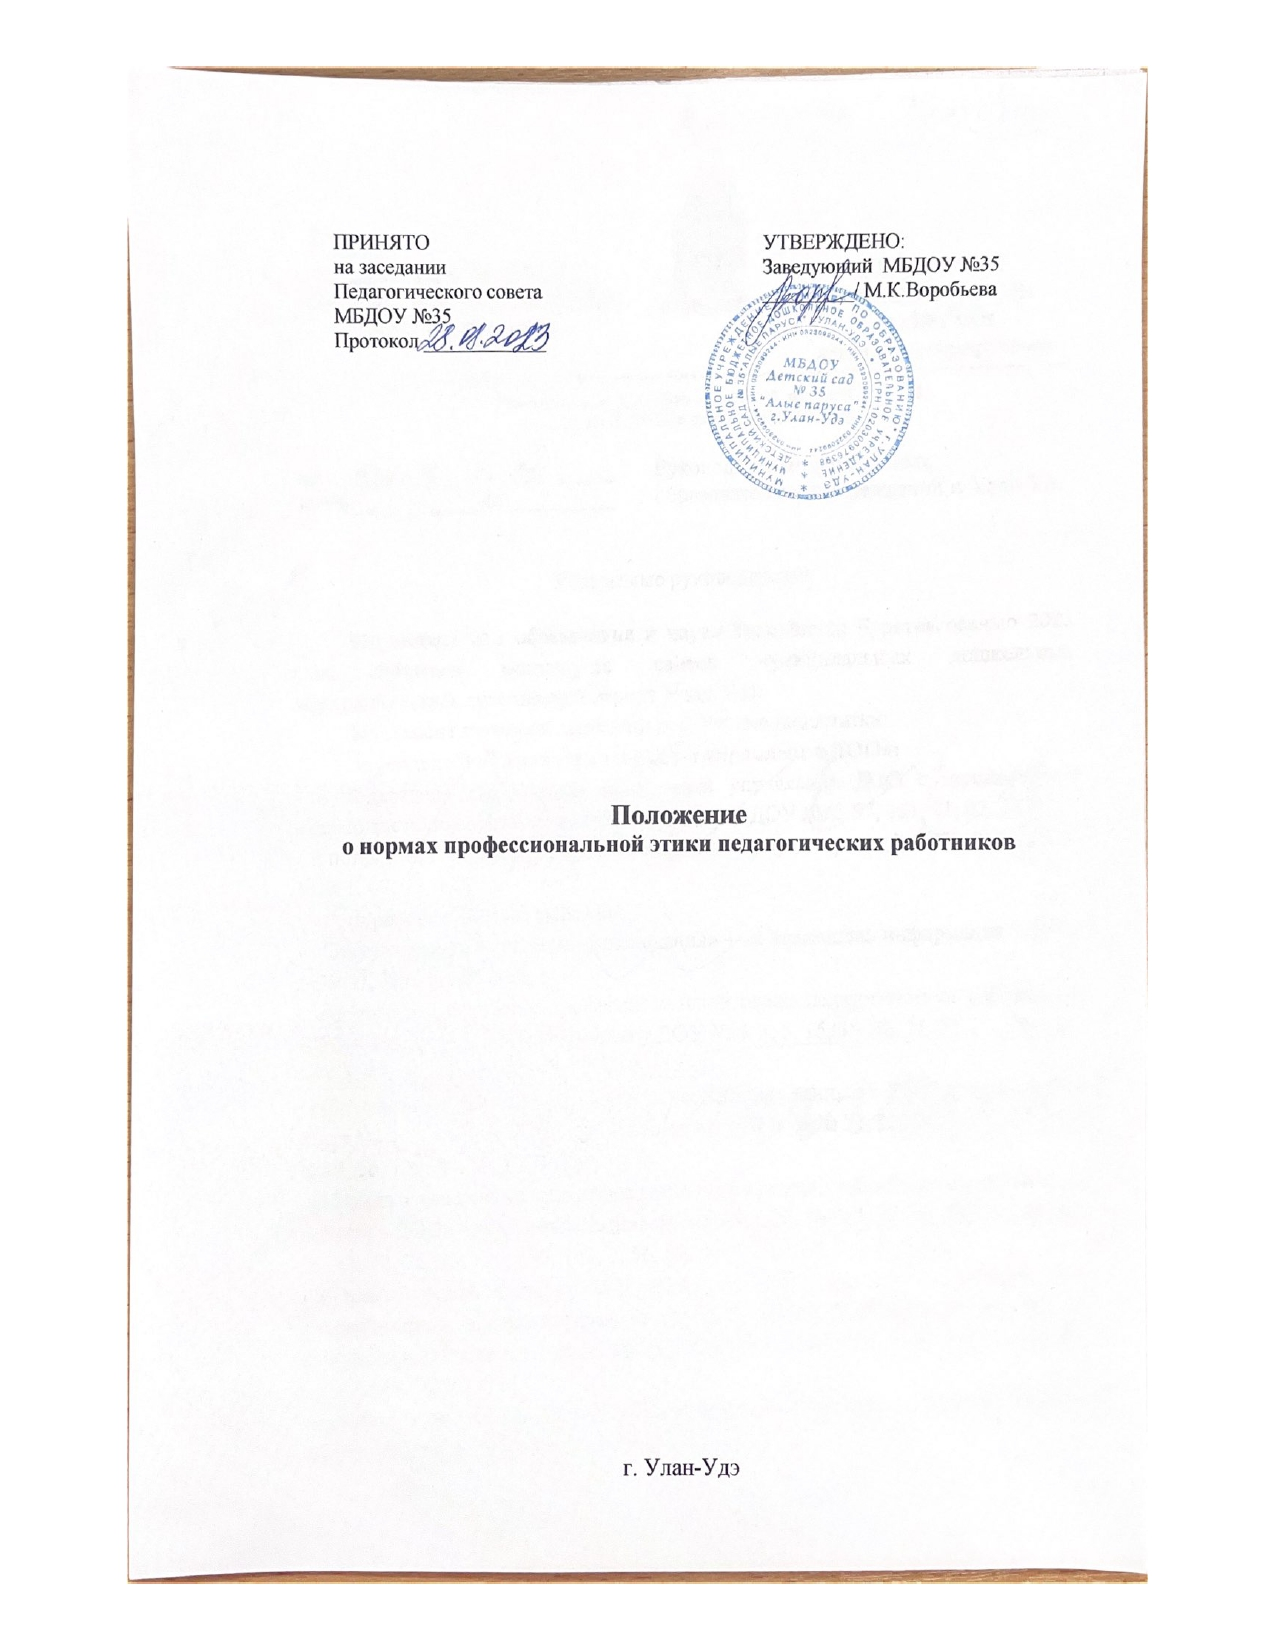 ПРИНЯТО
на заседании
Педагогического совета
МБДОУ №35
Протокол 28.08.2023
УТВЕРЖДЕНО:
Заведующий МБДОУ №35
/ М.К.Воробьева
МБДОУ
Детский сад
№ 35
"Алые паруса"
г.Улан-Удэ
Положение
о нормах профессиональной этики педагогических работников
г. Улан-Удэ